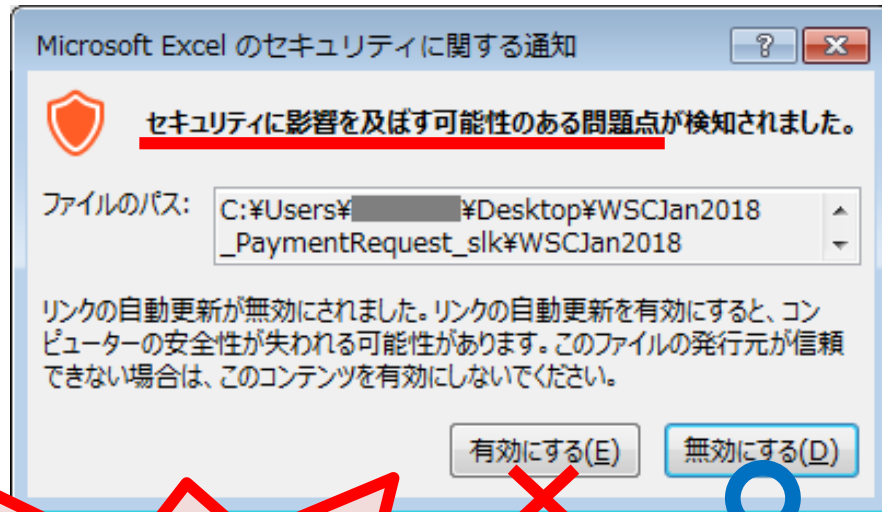 Microsoft Excel のセキュリティに関する通知
セキュリティに影響を及ぼす可能性のある問題点が検知されました。
ファイルのパス: C:¥Users¥ ¥Desktop¥WSCJan2018
_PaymentRequest_slk¥WSCJan2018
リンクの自動更新が無効にされました。リンクの自動更新を有効にすると、コン
ピューターの安全性が失われる可能性があります。このファイルの発行元が信頼
できない場合は、このコンテンツを有効にしないでください。
有効にする(E) 無効にする(D)